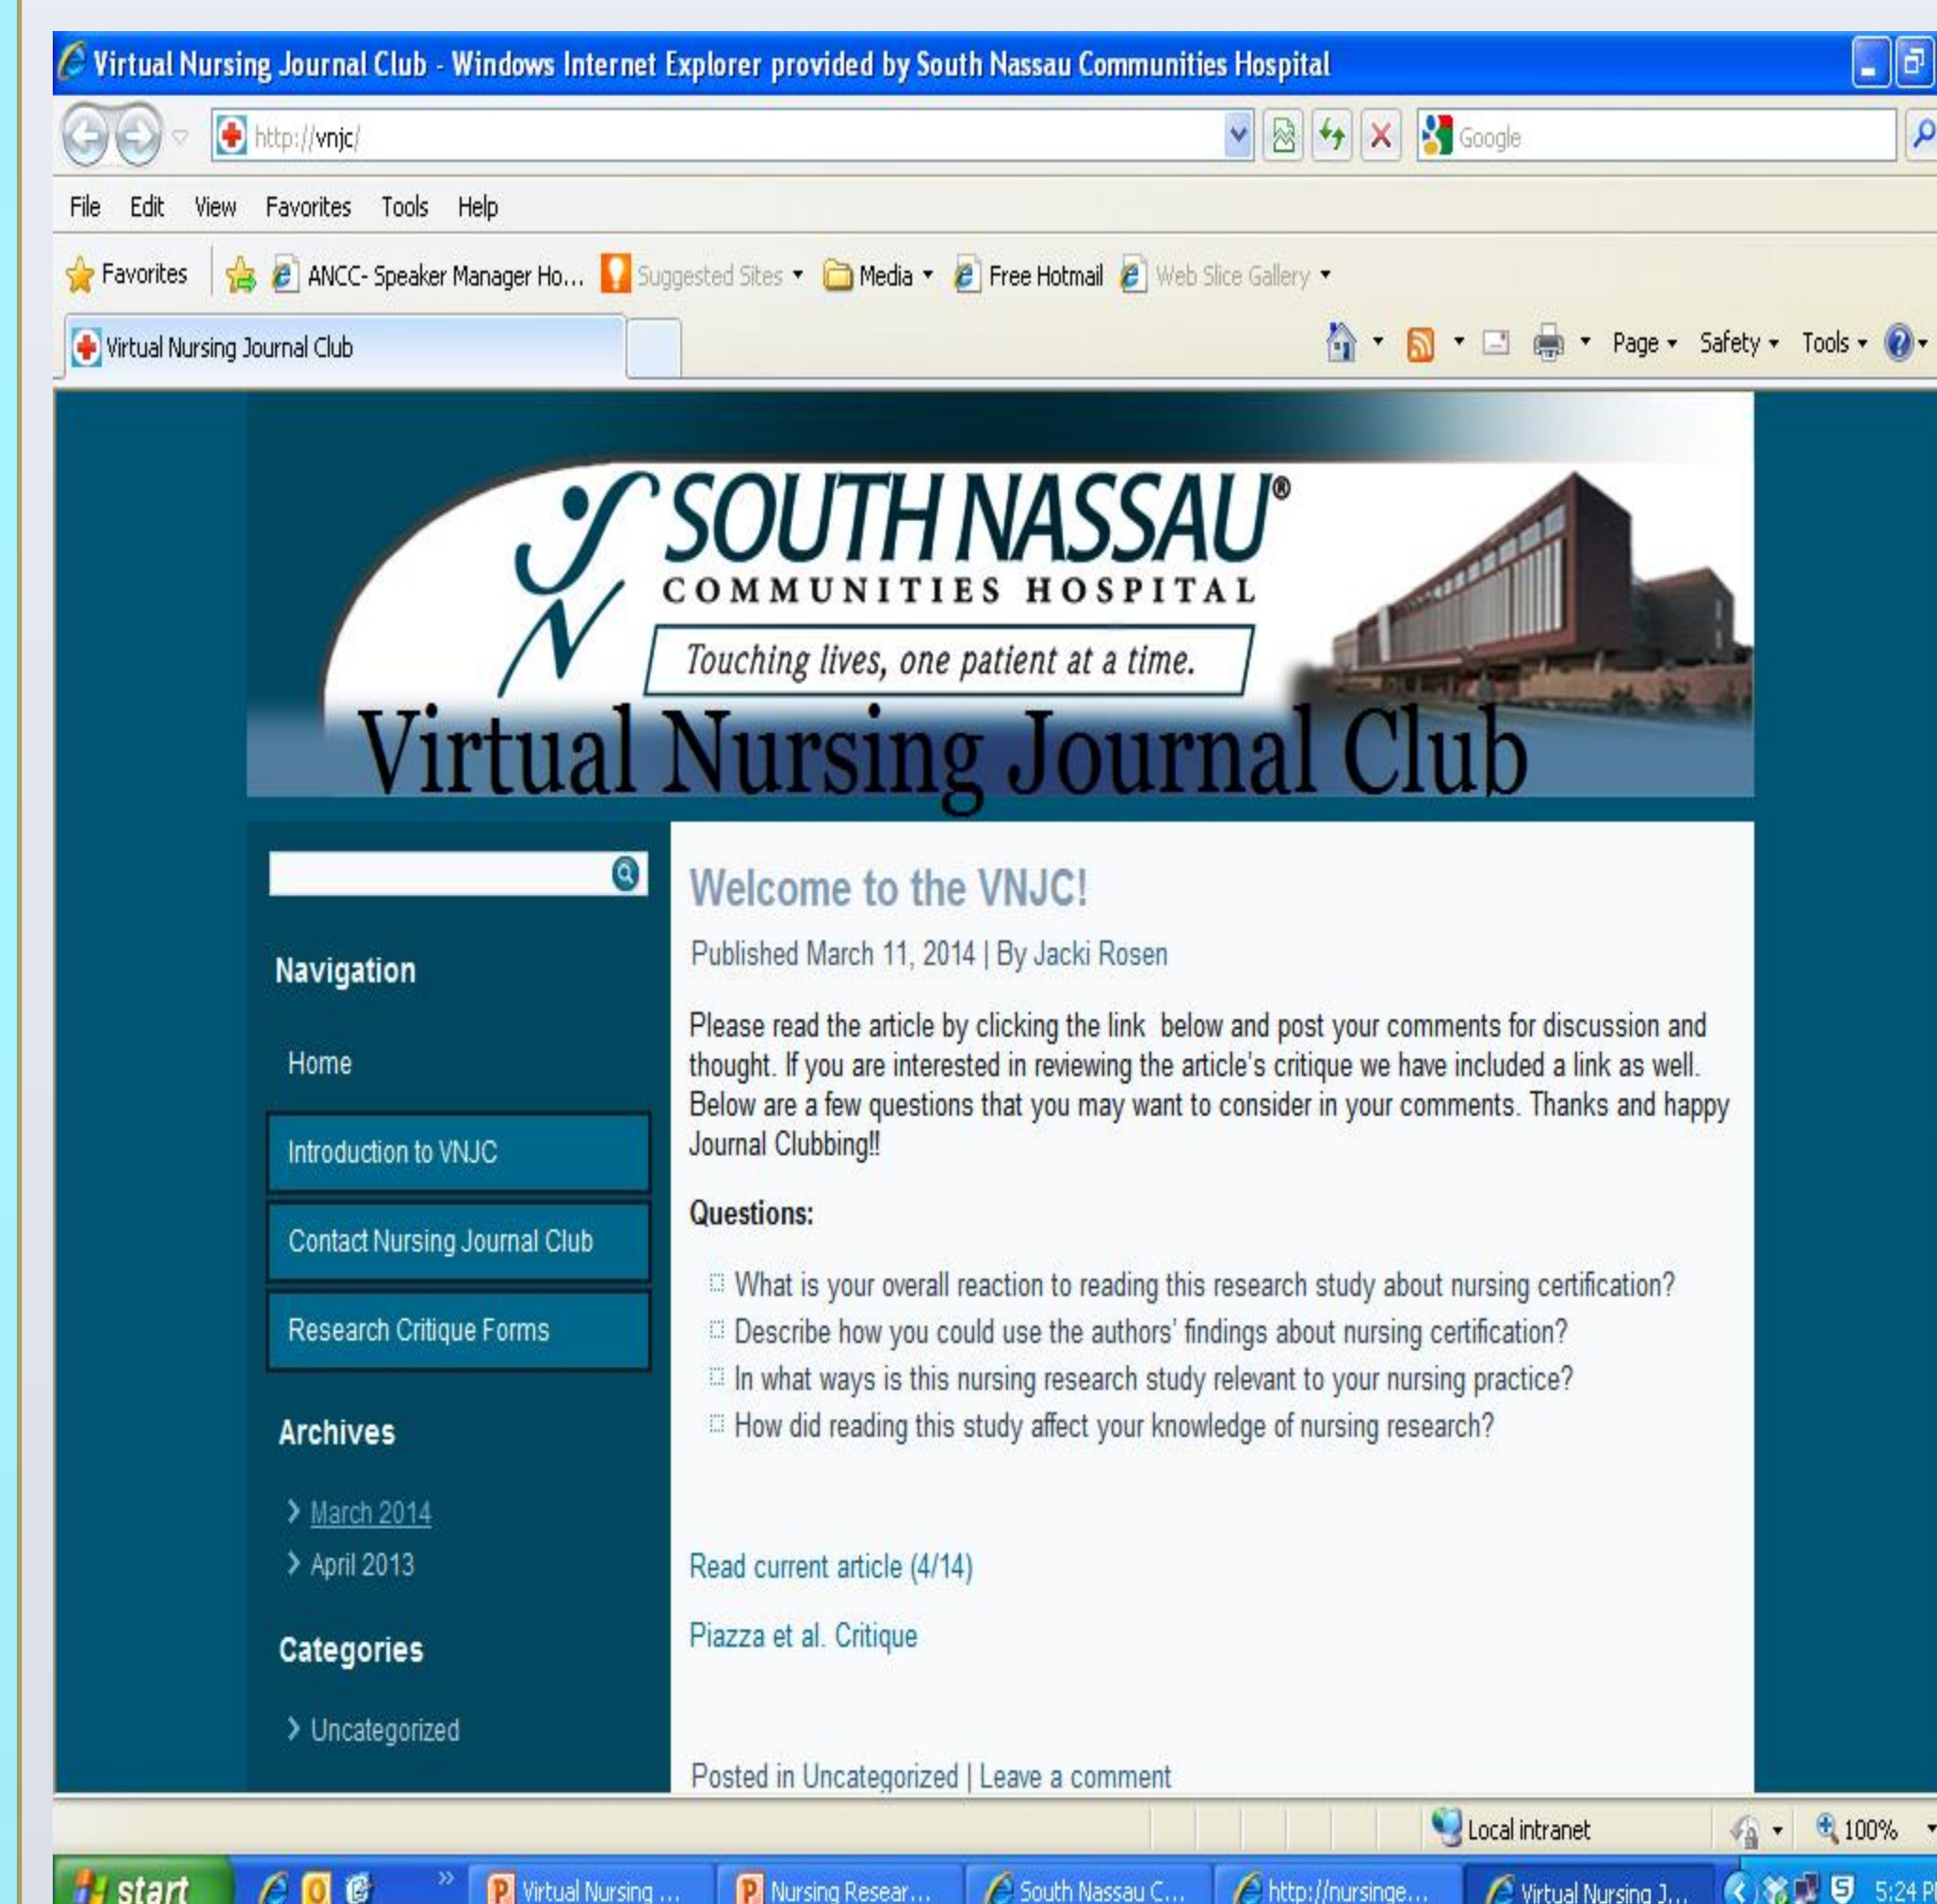 Virtual Nursing Journal Club - Windows Internet Explorer provided by South Nassau Communities Hospital
http://vnjc/
Google
File Edit View Favorites Tools Help
Favorites ANCC- Speaker Manager Ho... Suggested Sites Media Free Hotmail Web Slice Gallery
Virtual Nursing Journal Club
Page Safety Tools
SOUTH NASSAU®
COMMUNITIES HOSPITAL
Touching lives, one patient at a time.
Virtual Nursing Journal Club
Navigation
Home
Introduction to VNJC
Contact Nursing Journal Club
Research Critique Forms
Archives
March 2014
April 2013
Categories
Uncategorized
Welcome to the VNJC!
Published March 11, 2014 | By Jacki Rosen
Please read the article by clicking the link below and post your comments for discussion and
thought. If you are interested in reviewing the article's critique we have included a link as well.
Below are a few questions that you may want to consider in your comments. Thanks and happy
Journal Clubbing!!
Questions:
What is your overall reaction to reading this research study about nursing certification?
Describe how you could use the authors' findings about nursing certification?
In what ways is this nursing research study relevant to your nursing practice?
How did reading this study affect your knowledge of nursing research?
Read current article (4/14)
Piazza et al. Critique
Posted in Uncategorized | Leave a comment
Local intranet 100%
start Virtual Nursing ... Nursing Resear... South Nassau C... http://nursinge... Virtual Nursing J... 5:24 P